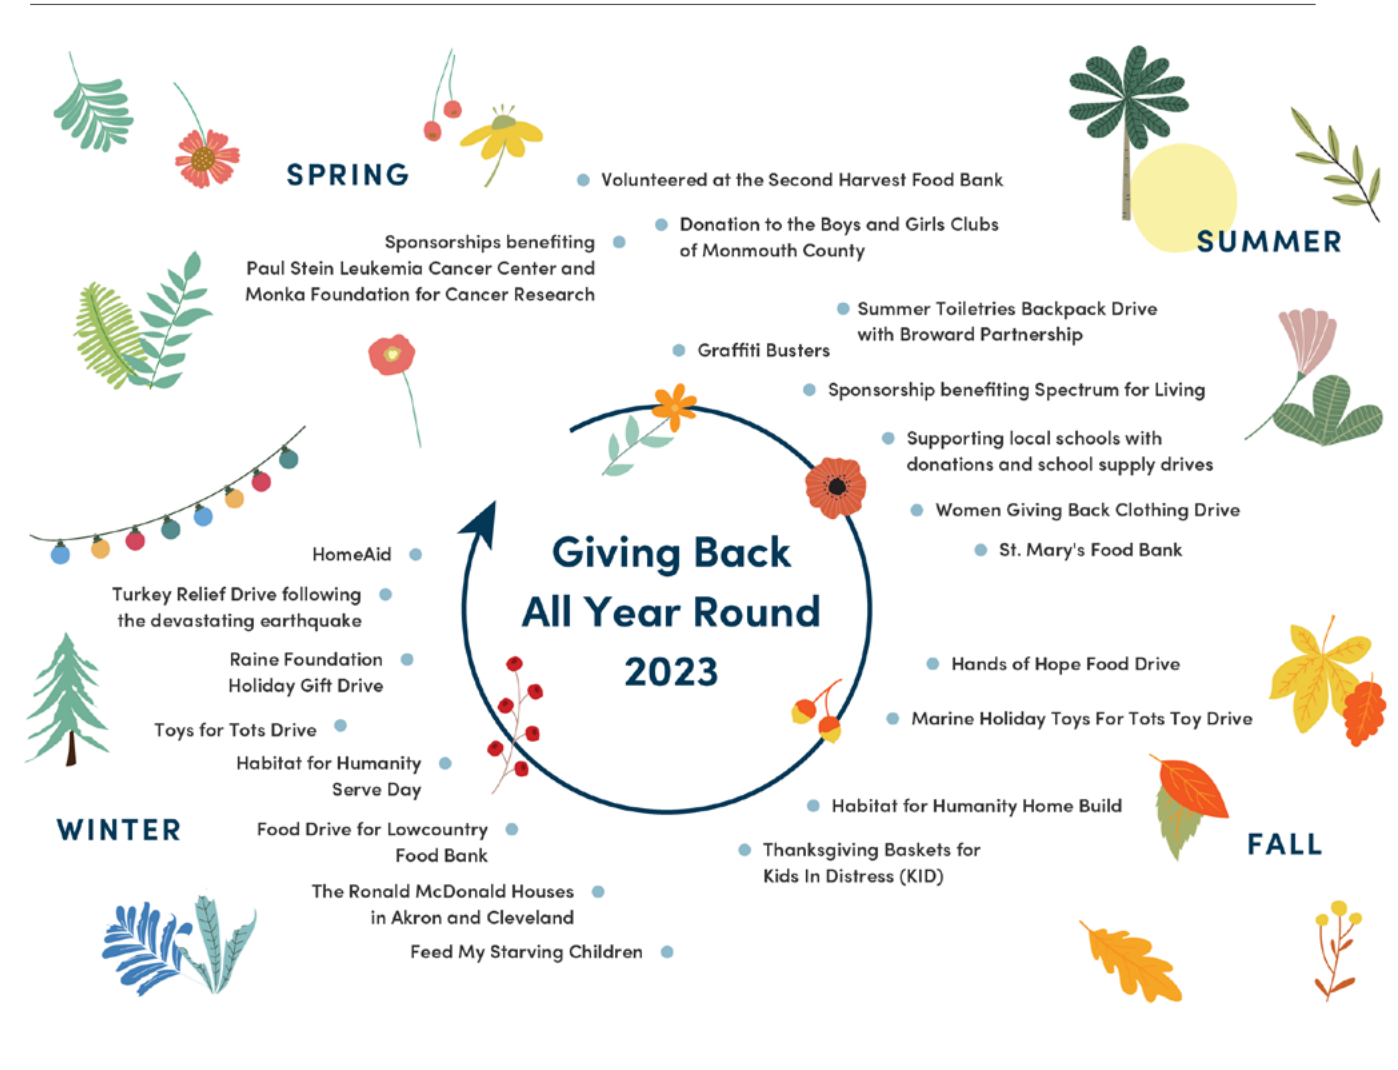 SPRING
Volunteered at the Second Harvest Food Bank
Donation to the Boys and Girls Clubs
of Monmouth County
Sponsorships benefiting
Paul Stein Leukemia Cancer Center and
Monka Foundation for Cancer Research
Graffiti Busters
SUMMER
Summer Toiletries Backpack Drive
with Broward Partnership
Sponsorship benefiting Spectrum for Living
Supporting local schools with
donations and school supply drives
Women Giving Back Clothing Drive
St. Mary's Food Bank
Giving Back
All Year Round
2023
Hands of Hope Food Drive
Marine Holiday Toys For Tots Toy Drive
Habitat for Humanity Home Build
Thanksgiving Baskets for
Kids In Distress (KID)
FALL
HomeAid
Turkey Relief Drive following
the devastating earthquake
Raine Foundation
Holiday Gift Drive
Toys for Tots Drive
Habitat for Humanity
Serve Day
WINTER
Food Drive for Lowcountry
Food Bank
The Ronald McDonald Houses
in Akron and Cleveland
Feed My Starving Children